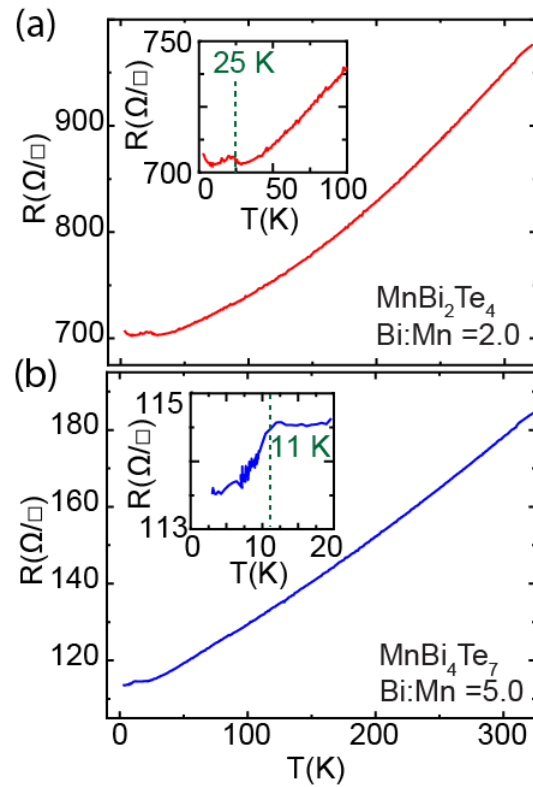 (a)
R(Ω/□)
900
800
700
750
700
R(Ω/□)
25 K
50
100
T(K)
MnBi₂Te₄
Bi:Mn =2.0
(b)
R(Ω/□)
180
160
140
120
115
113
R(Ω/□)
11 K
0
10
20
T(K)
MnBi₄Te₇
Bi:Mn =5.0
0
100
200
300
T(K)